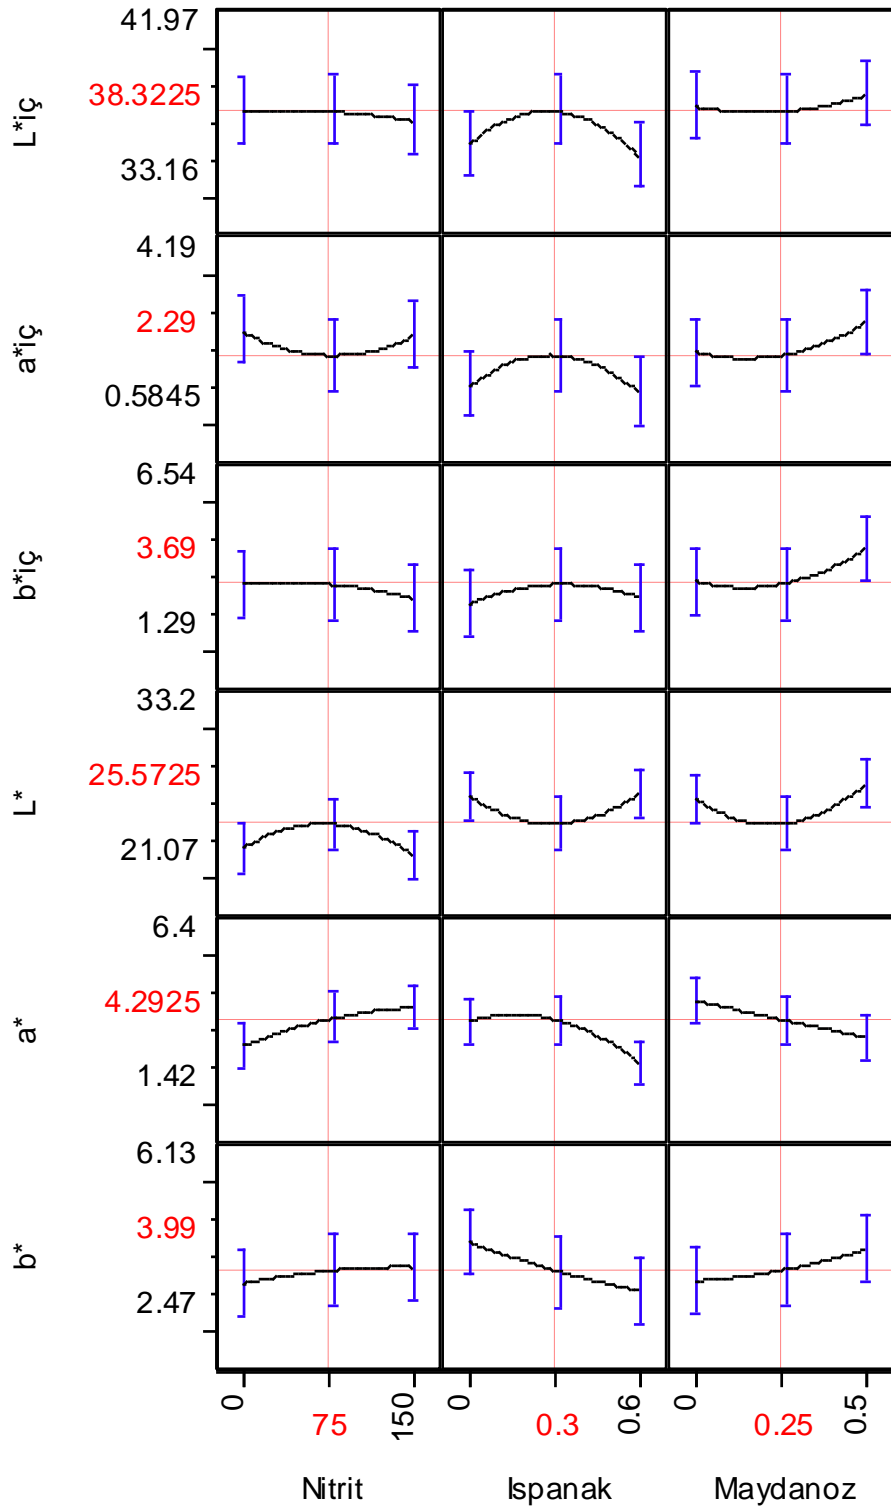 41.97
38.3225
33.16
L*iç
4.19
2.29
0.5845
a*iç
6.54
3.69
1.29
b*iç
33.2
25.5725
21.07
L*
6.4
4.2925
1.42
a*
6.13
3.99
2.47
b*
0 75 150 0 0.3 0.6 0 0.25 0.5
Nitrit Ispanak Maydanoz